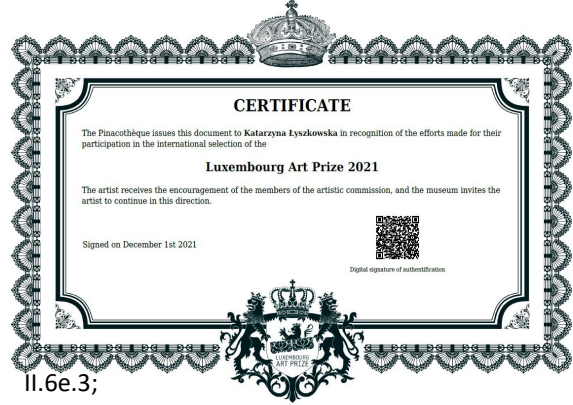 CERTIFICATE
The Pinacothèque issues this document to Katarzyna Łyszkowska in recognition of the efforts made for their
participation in the international selection of the
Luxembourg Art Prize 2021
The artist receives the encouragement of the members of the artistic commission, and the museum invites the
artist to continue in this direction.
Signed on December 1st 2021
Digital signature of authentification
LUXEMBOURG
ART PRIZE
II.6e.3;